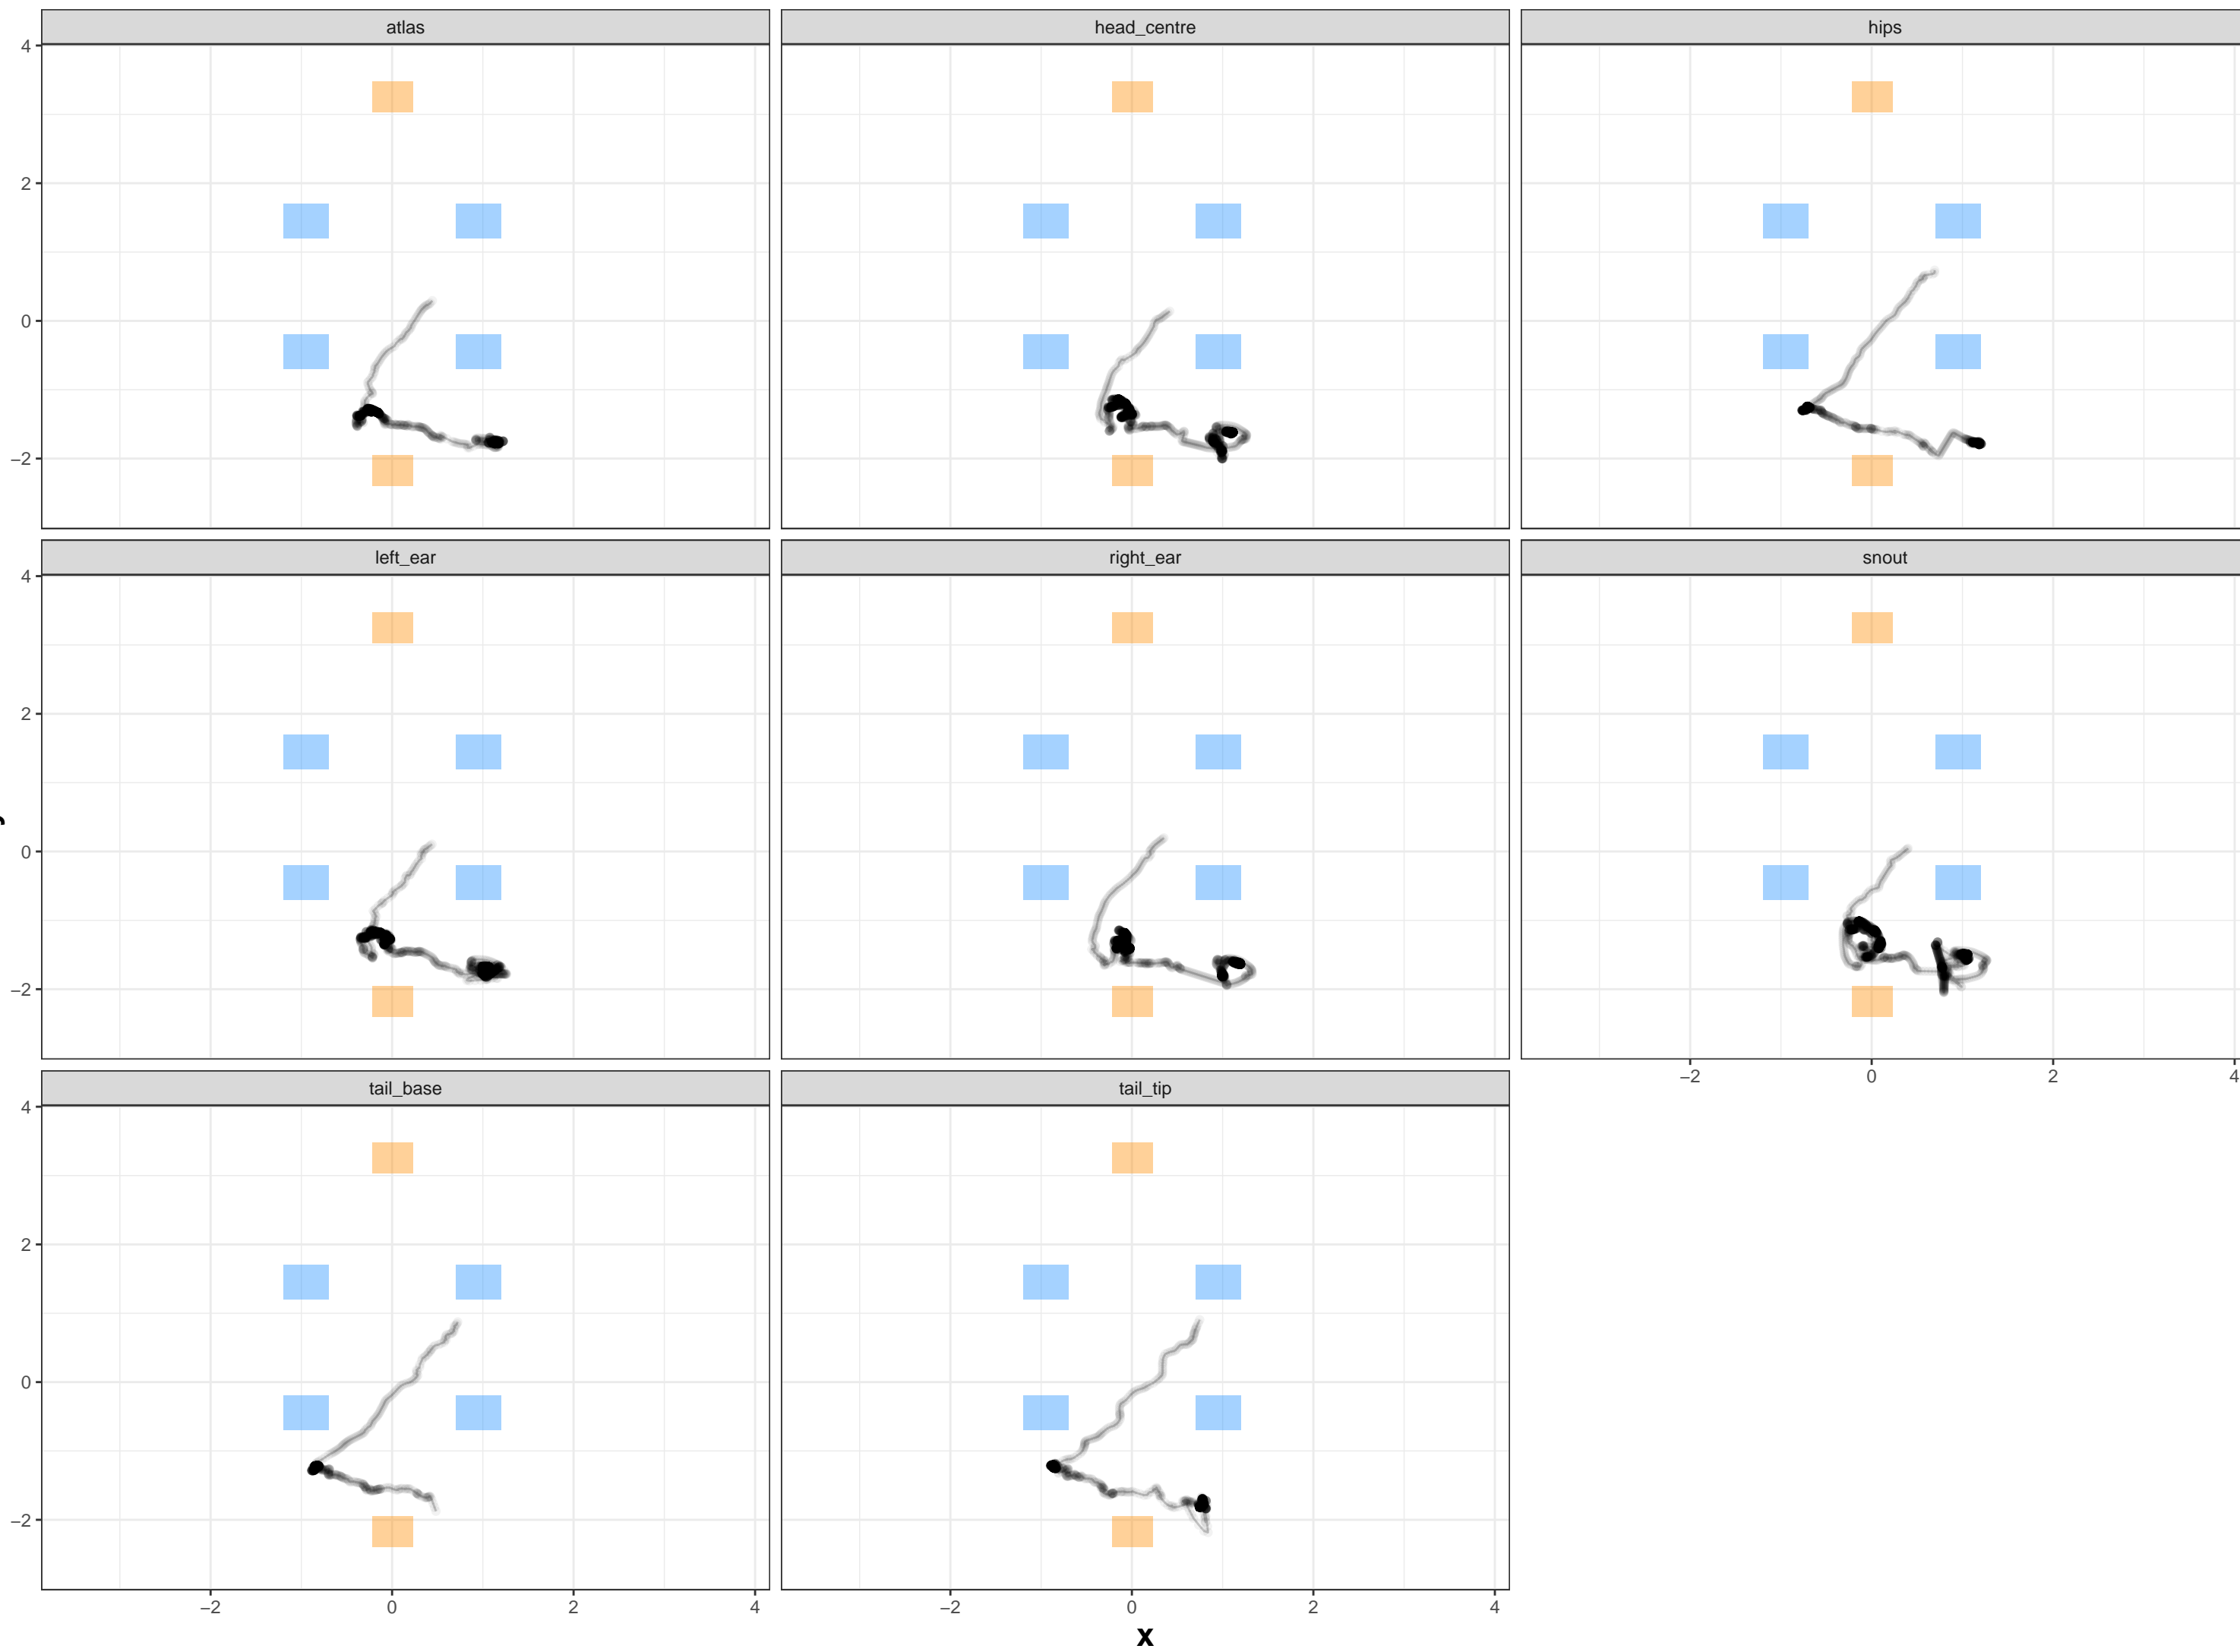 atlas head_centre hips
4
2
0
−2
left_ear right_ear snout
4
2
0
−2
−2 0 2 4
tail_base tail_tip
4
2
0
−2
−2 0 2 4 −2 0 2 4
x